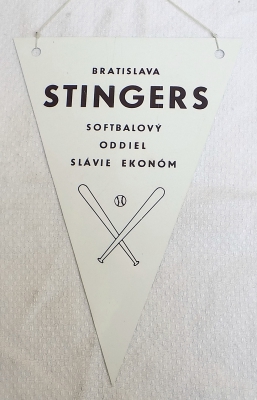 BRATISLAVA
STINGERS
SOFTBALOVÝ
ODDIEL
SLÁVIE EKONÓM